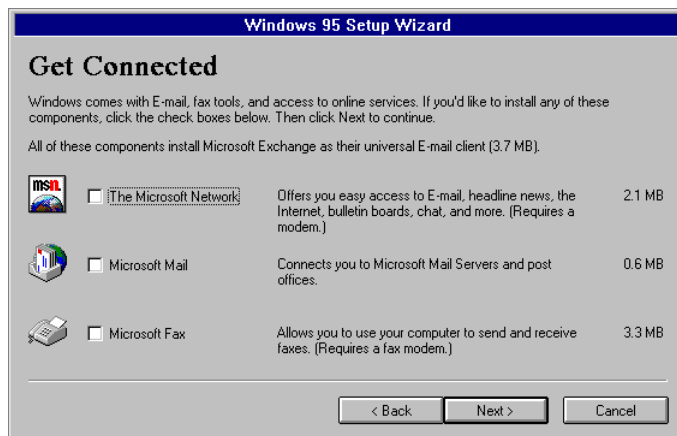 Windows 95 Setup Wizard
Get Connected
Windows comes with E-mail, fax tools, and access to online services. If you'd like to install any of these
components, click the check boxes below. Then click Next to continue.
All of these components install Microsoft Exchange as their universal E-mail client (3.7 MB).
msn.
The Microsoft Network
Offers you easy access to E-mail, headline news, the
Internet, bulletin boards, chat, and more. (Requires a
modem.)
2.1 MB
Microsoft Mail
Connects you to Microsoft Mail Servers and post
offices.
0.6 MB
Microsoft Fax
Allows you to use your computer to send and receive
faxes. (Requires a fax modem.)
3.3 MB
< Back
Next >
Cancel